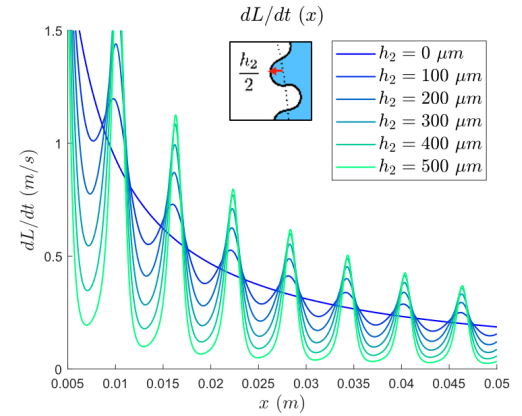 dL/dt (x)
1.5
1
0.5
0
dL/dt (m/s)
h₂/2
h₂ = 0 μm
h₂ = 100 μm
h₂ = 200 μm
h₂ = 300 μm
h₂ = 400 μm
h₂ = 500 μm
0.005 0.01 0.015 0.02 0.025 0.03 0.035 0.04 0.045 0.05
x (m)